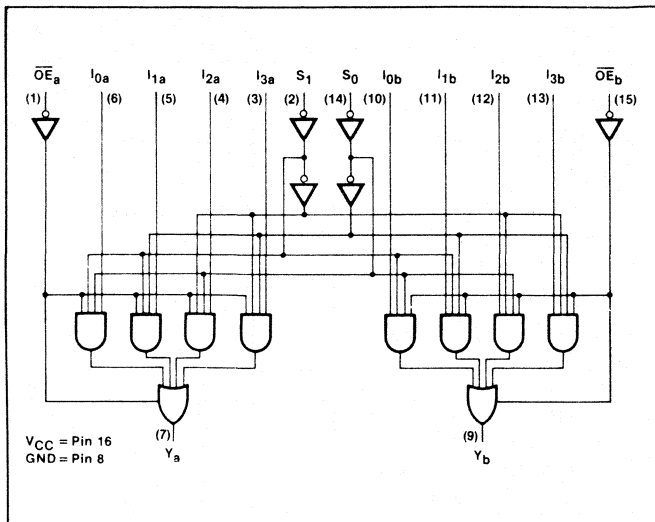 OEa I0a I1a I2a I3a S1 S0 I0b I1b I2b I3b OEb
(1) (6) (5) (4) (3) (2) (14) (10) (11) (12) (13) (15)
(7) (9)
Ya Yb
VCC = Pin 16
GND = Pin 8